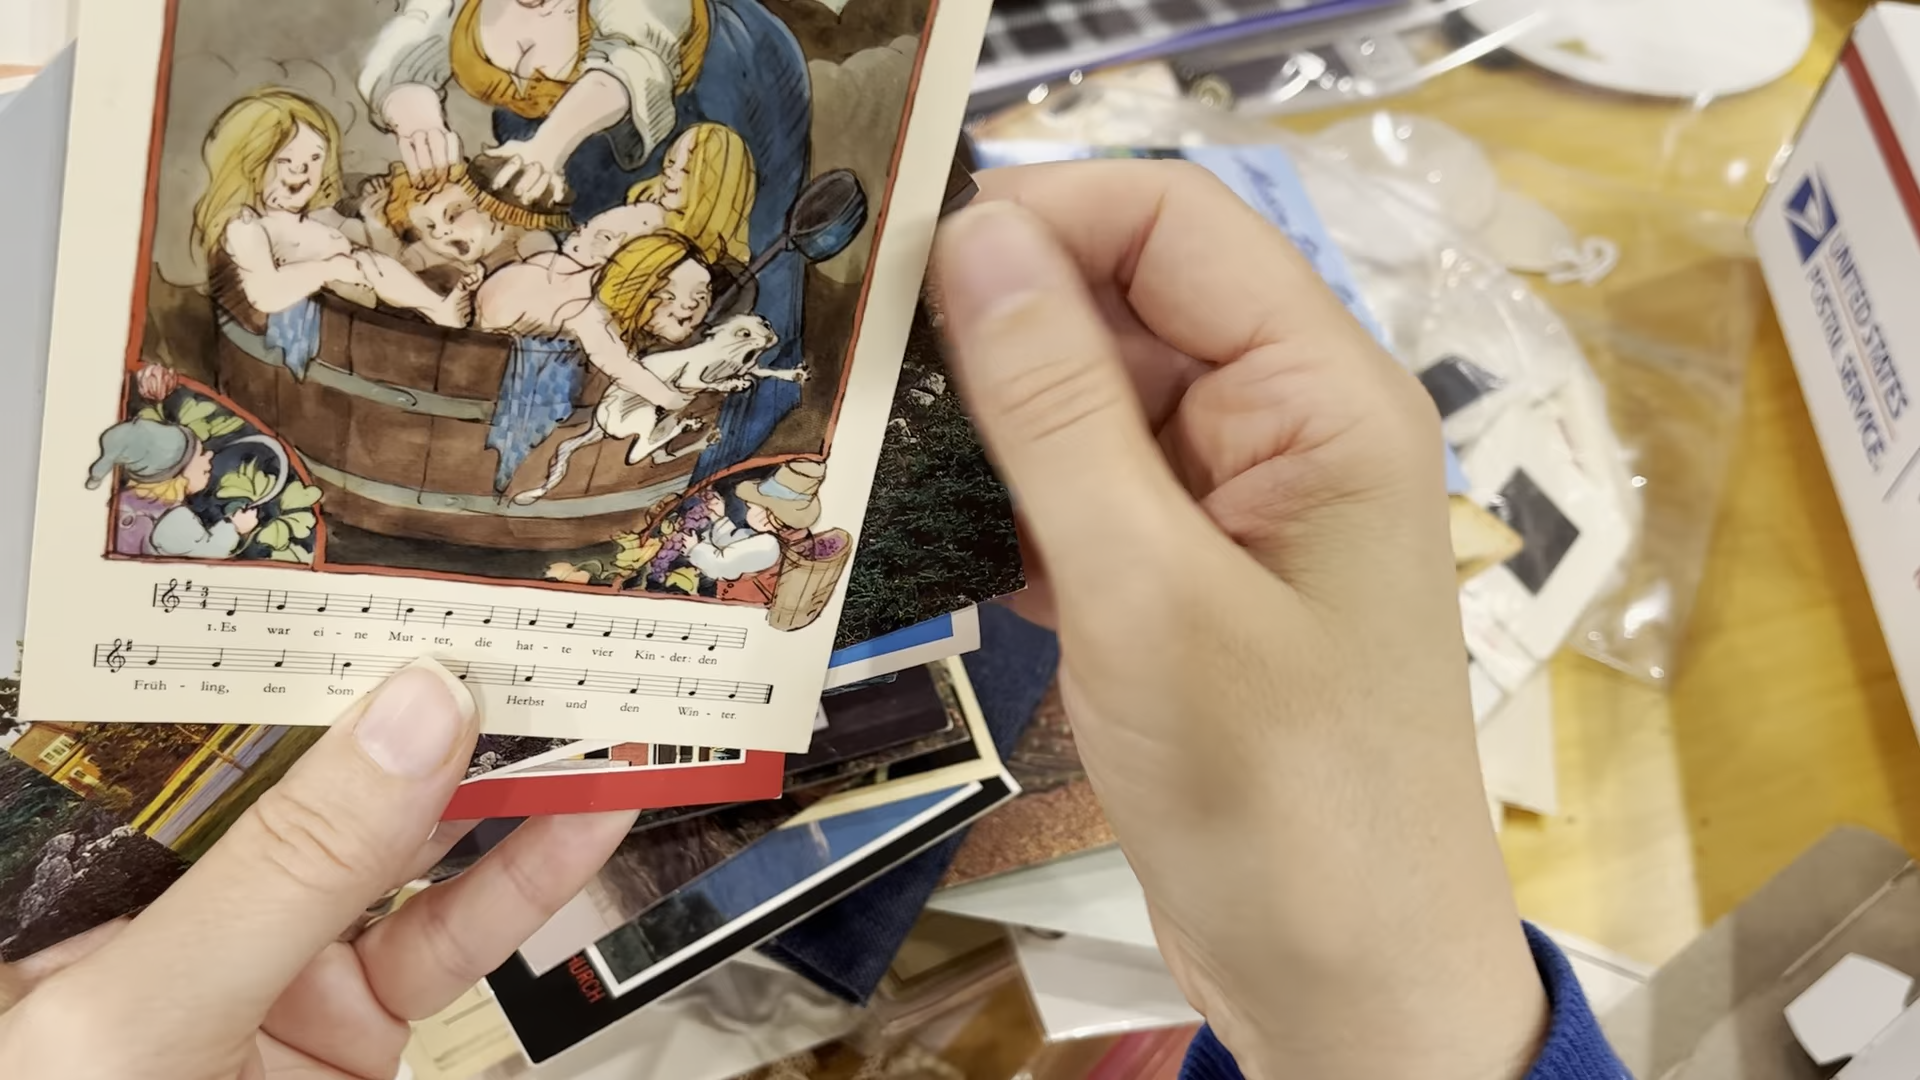 1. Es war ei - ne Mut - ter, die hat - te vier Kin - der: den
Früh - ling, den Som - Herbst und den Win - ter.
UNITED STATES
POSTAL SERVICE.